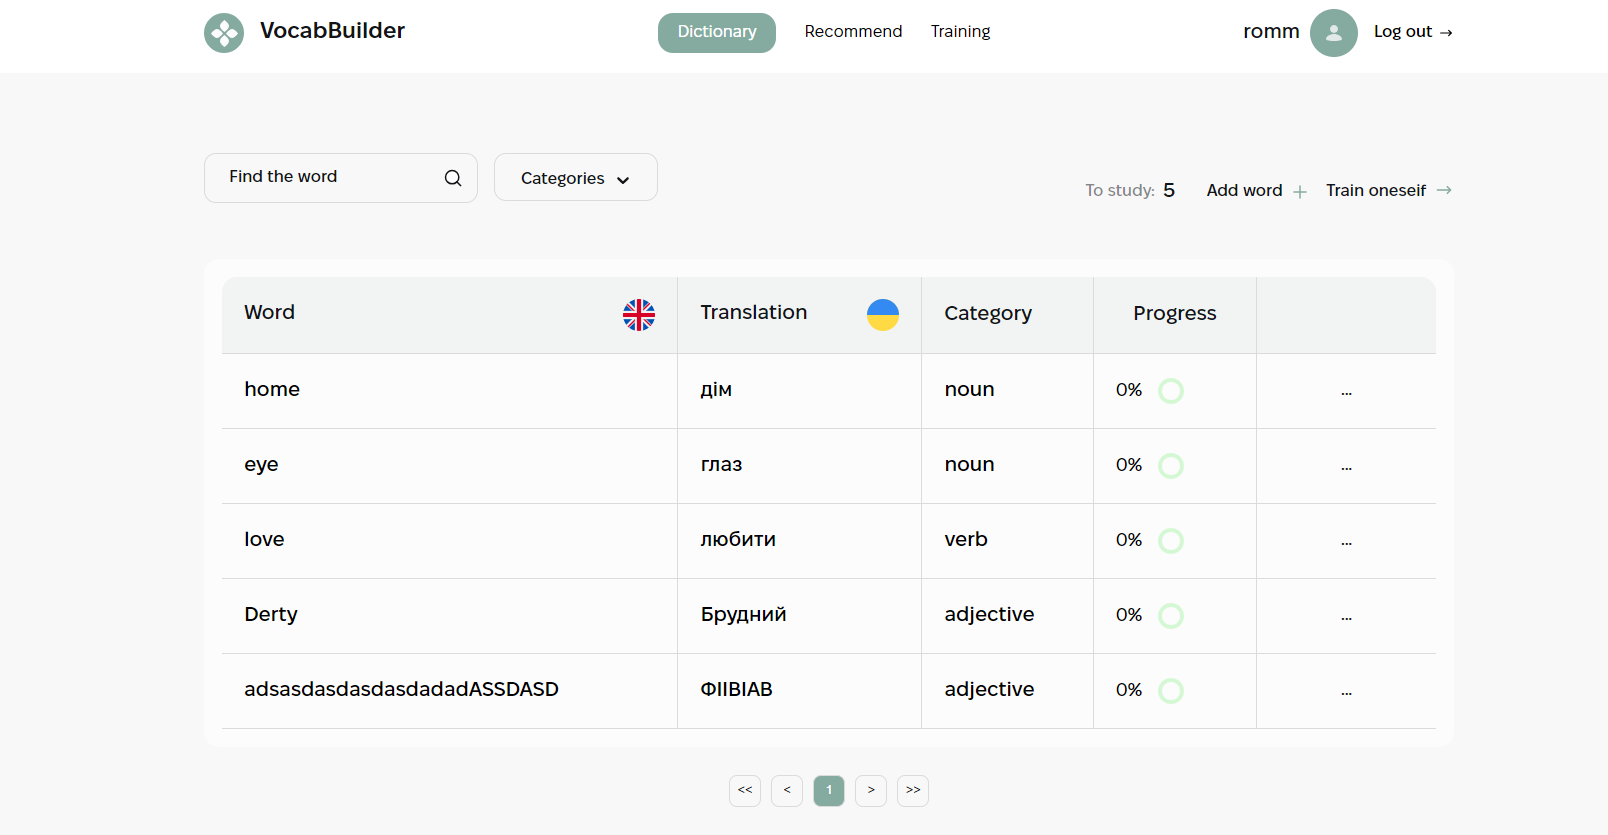 VocabBuilder
Dictionary Recommend Training
romm Log out →
Find the word
Categories
To study: 5 Add word + Train oneseif →
Word Translation Category Progress
home дім noun 0% ...
eye глаз noun 0% ...
love любити verb 0% ...
Derty Брудний adjective 0% ...
adsasdasdasdasdadadASSDASD ФІІВІАВ adjective 0% ...
<< < 1 > >>